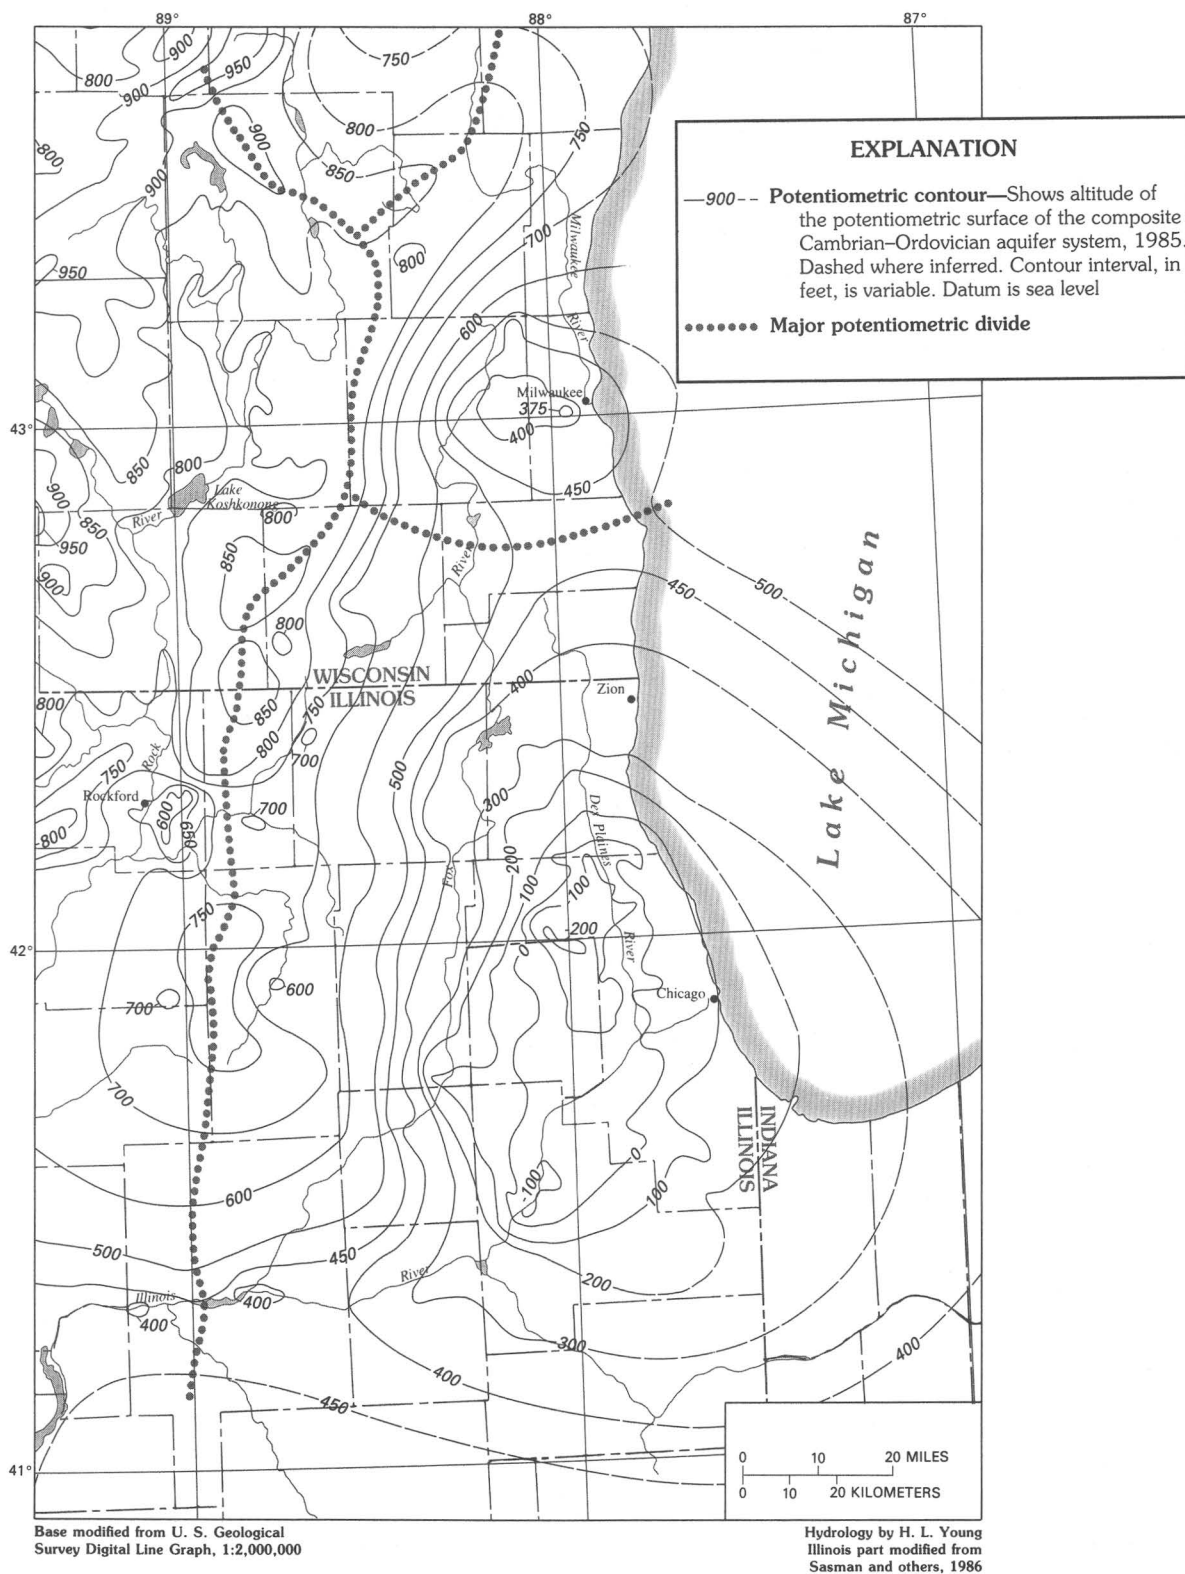 89° 88° 87°
EXPLANATION
—900-- Potentiometric contour—Shows altitude of
the potentiometric surface of the composite
Cambrian–Ordovician aquifer system, 1985.
Dashed where inferred. Contour interval, in
feet, is variable. Datum is sea level
Major potentiometric divide
900
950
750
800
800
900
800
750
900
850
800
900
700
800
950
600
Milwaukee River
Milwaukee
375
43°
400
800
850
450
Lake
Koshkonong
900
850
River
800
950
850
River
900
500
450
800
Lake Michigan
WISCONSIN
ILLINOIS
400
Zion
800
850
750
800
700
750
Rock
500
300
Rockford
600
650
700
800
Des Plaines
Fox
200
100
-100
750
-200
42°
0
River
600
700
Chicago
700
INDIANA
ILLINOIS
0
-100
100
600
500
450
River
200
Illinois
400
400
300
400
400
450
41°
0 10 20 MILES
0 10 20 KILOMETERS
Base modified from U. S. Geological
Survey Digital Line Graph, 1:2,000,000
Hydrology by H. L. Young
Illinois part modified from
Sasman and others, 1986